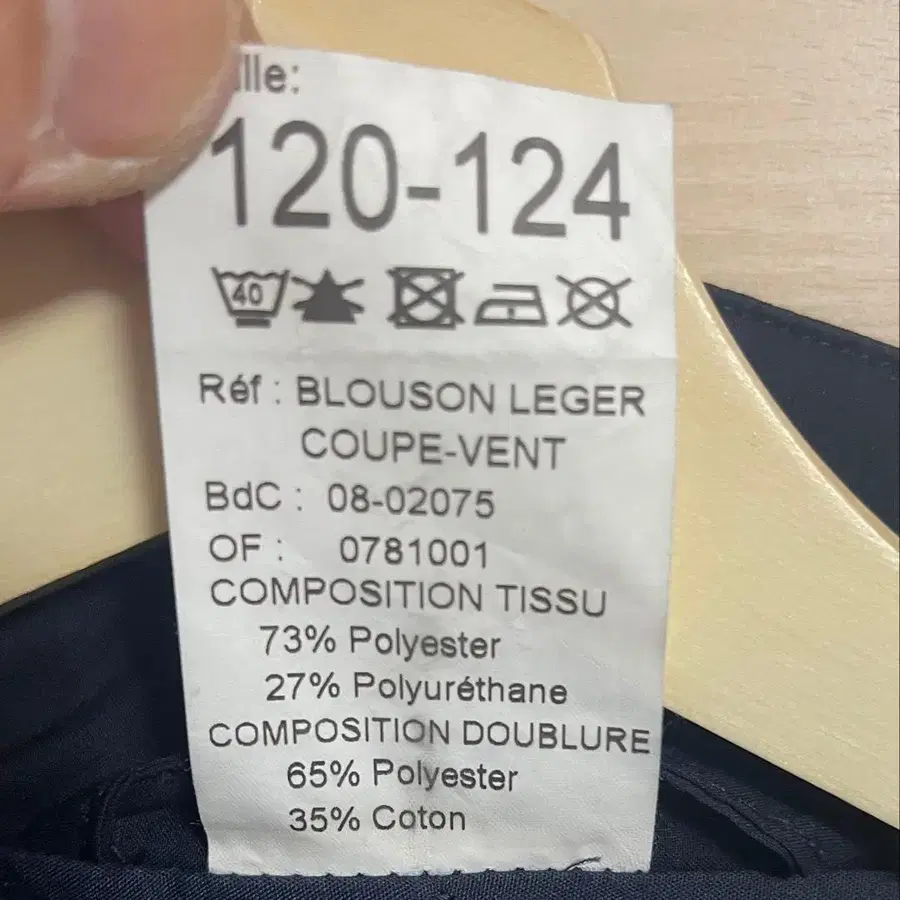 ille:
120-124
40
Réf : BLOUSON LEGER
COUPE-VENT
BdC : 08-02075
OF : 0781001
COMPOSITION TISSU
73% Polyester
27% Polyuréthane
COMPOSITION DOUBLURE
65% Polyester
35% Coton